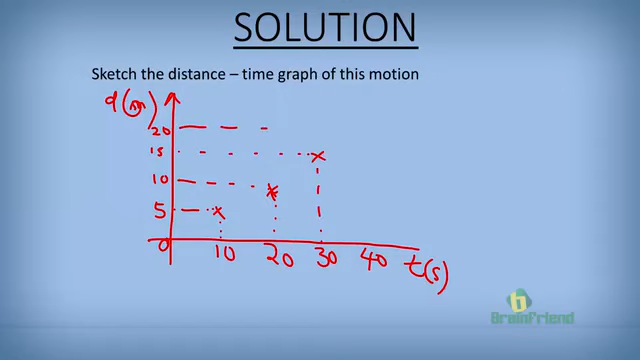 SOLUTION
Sketch the distance – time graph of this motion
d(m)
20
15
10
5
0
10 20 30 40 t(s)
b
BrainFriend